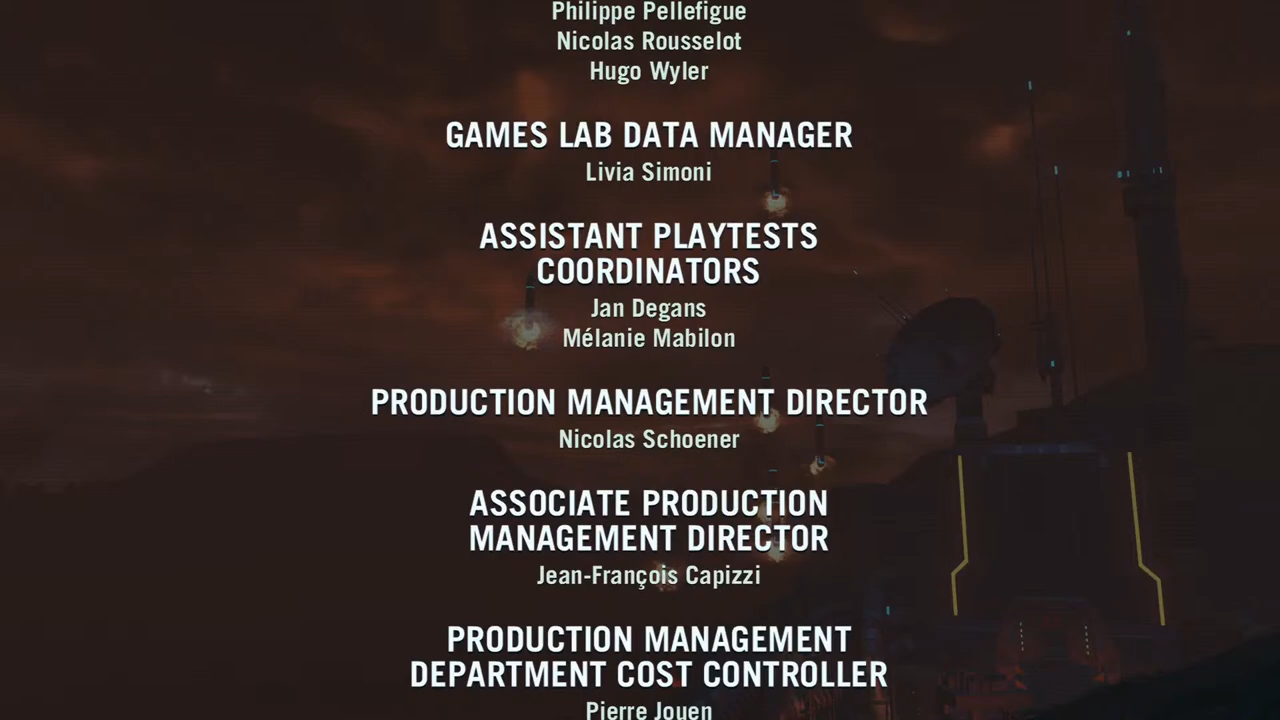 Philippe Pellefigue
Nicolas Rousselot
Hugo Wyler
GAMES LAB DATA MANAGER
Livia Simoni
ASSISTANT PLAYTESTS
COORDINATORS
Jan Degans
Mélanie Mabilon
PRODUCTION MANAGEMENT DIRECTOR
Nicolas Schoener
ASSOCIATE PRODUCTION
MANAGEMENT DIRECTOR
Jean-François Capizzi
PRODUCTION MANAGEMENT
DEPARTMENT COST CONTROLLER
Pierre Jouen